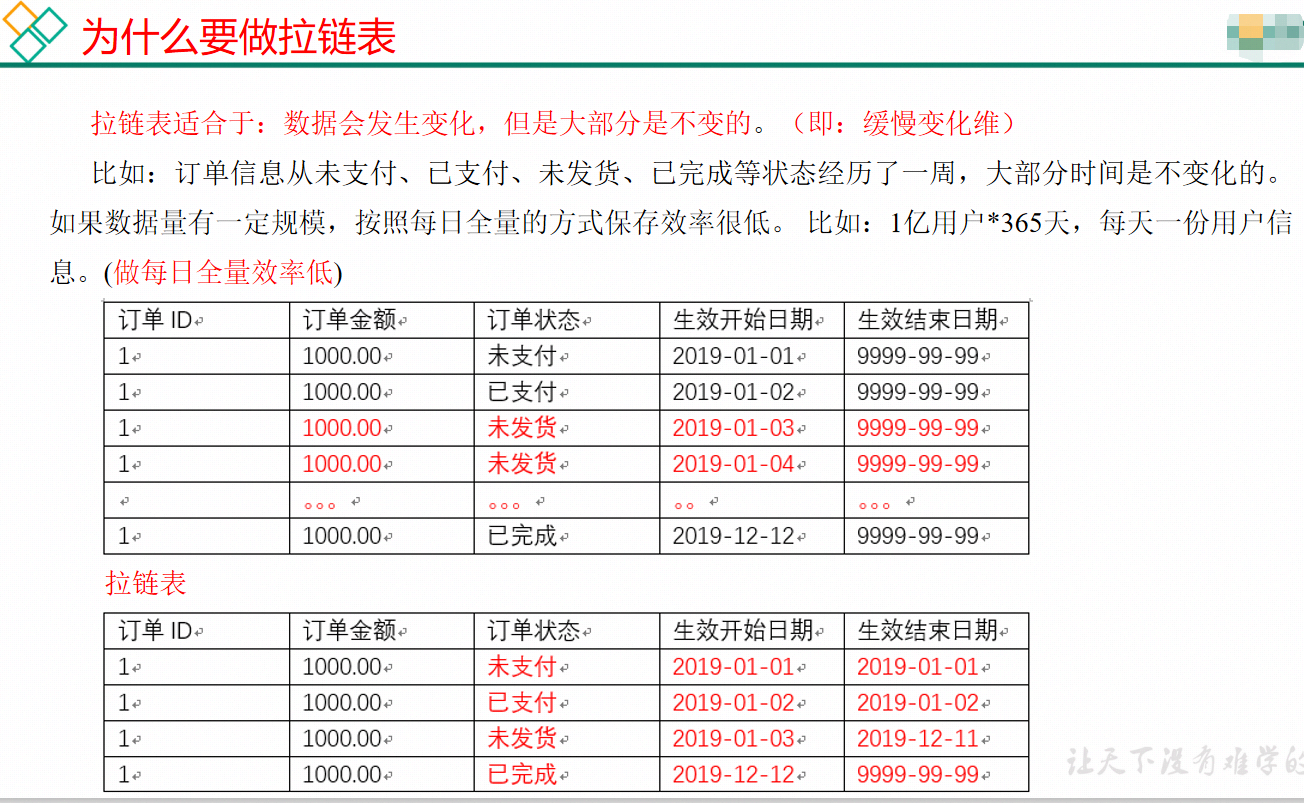 为什么要做拉链表
拉链表适合于：数据会发生变化，但是大部分是不变的。（即：缓慢变化维）
比如：订单信息从未支付、已支付、未发货、已完成等状态经历了一周，大部分时间是不变化的。
如果数据量有一定规模，按照每日全量的方式保存效率很低。 比如：1亿用户*365天，每天一份用户信
息。(做每日全量效率低)
订单 ID 订单金额 订单状态 生效开始日期 生效结束日期
1 1000.00 未支付 2019-01-01 9999-99-99
1 1000.00 已支付 2019-01-02 9999-99-99
1 1000.00 未发货 2019-01-03 9999-99-99
1 1000.00 未发货 2019-01-04 9999-99-99
。。。 。。。 。。 。。。
1 1000.00 已完成 2019-12-12 9999-99-99
拉链表
订单 ID 订单金额 订单状态 生效开始日期 生效结束日期
1 1000.00 未支付 2019-01-01 2019-01-01
1 1000.00 已支付 2019-01-02 2019-01-02
1 1000.00 未发货 2019-01-03 2019-12-11
1 1000.00 已完成 2019-12-12 9999-99-99
让天下没有难学的